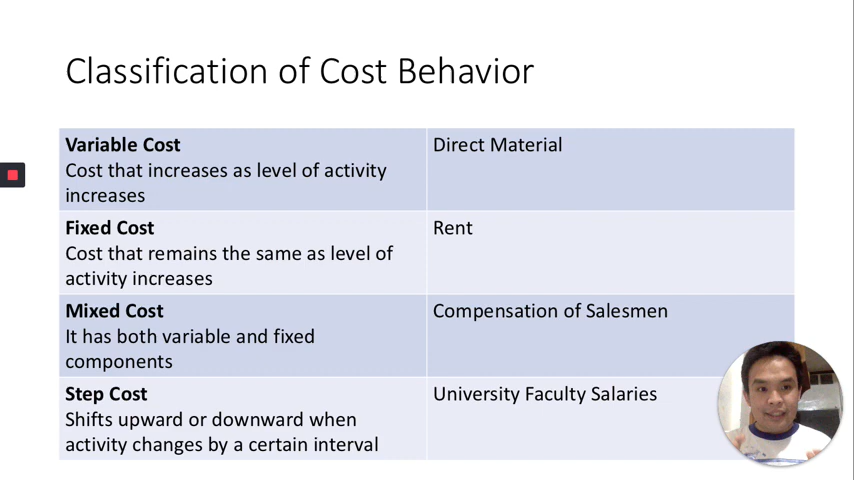 Classification of Cost Behavior
Variable Cost
Cost that increases as level of activity
increases
Direct Material
Fixed Cost
Cost that remains the same as level of
activity increases
Rent
Mixed Cost
It has both variable and fixed
components
Compensation of Salesmen
Step Cost
Shifts upward or downward when
activity changes by a certain interval
University Faculty Salaries